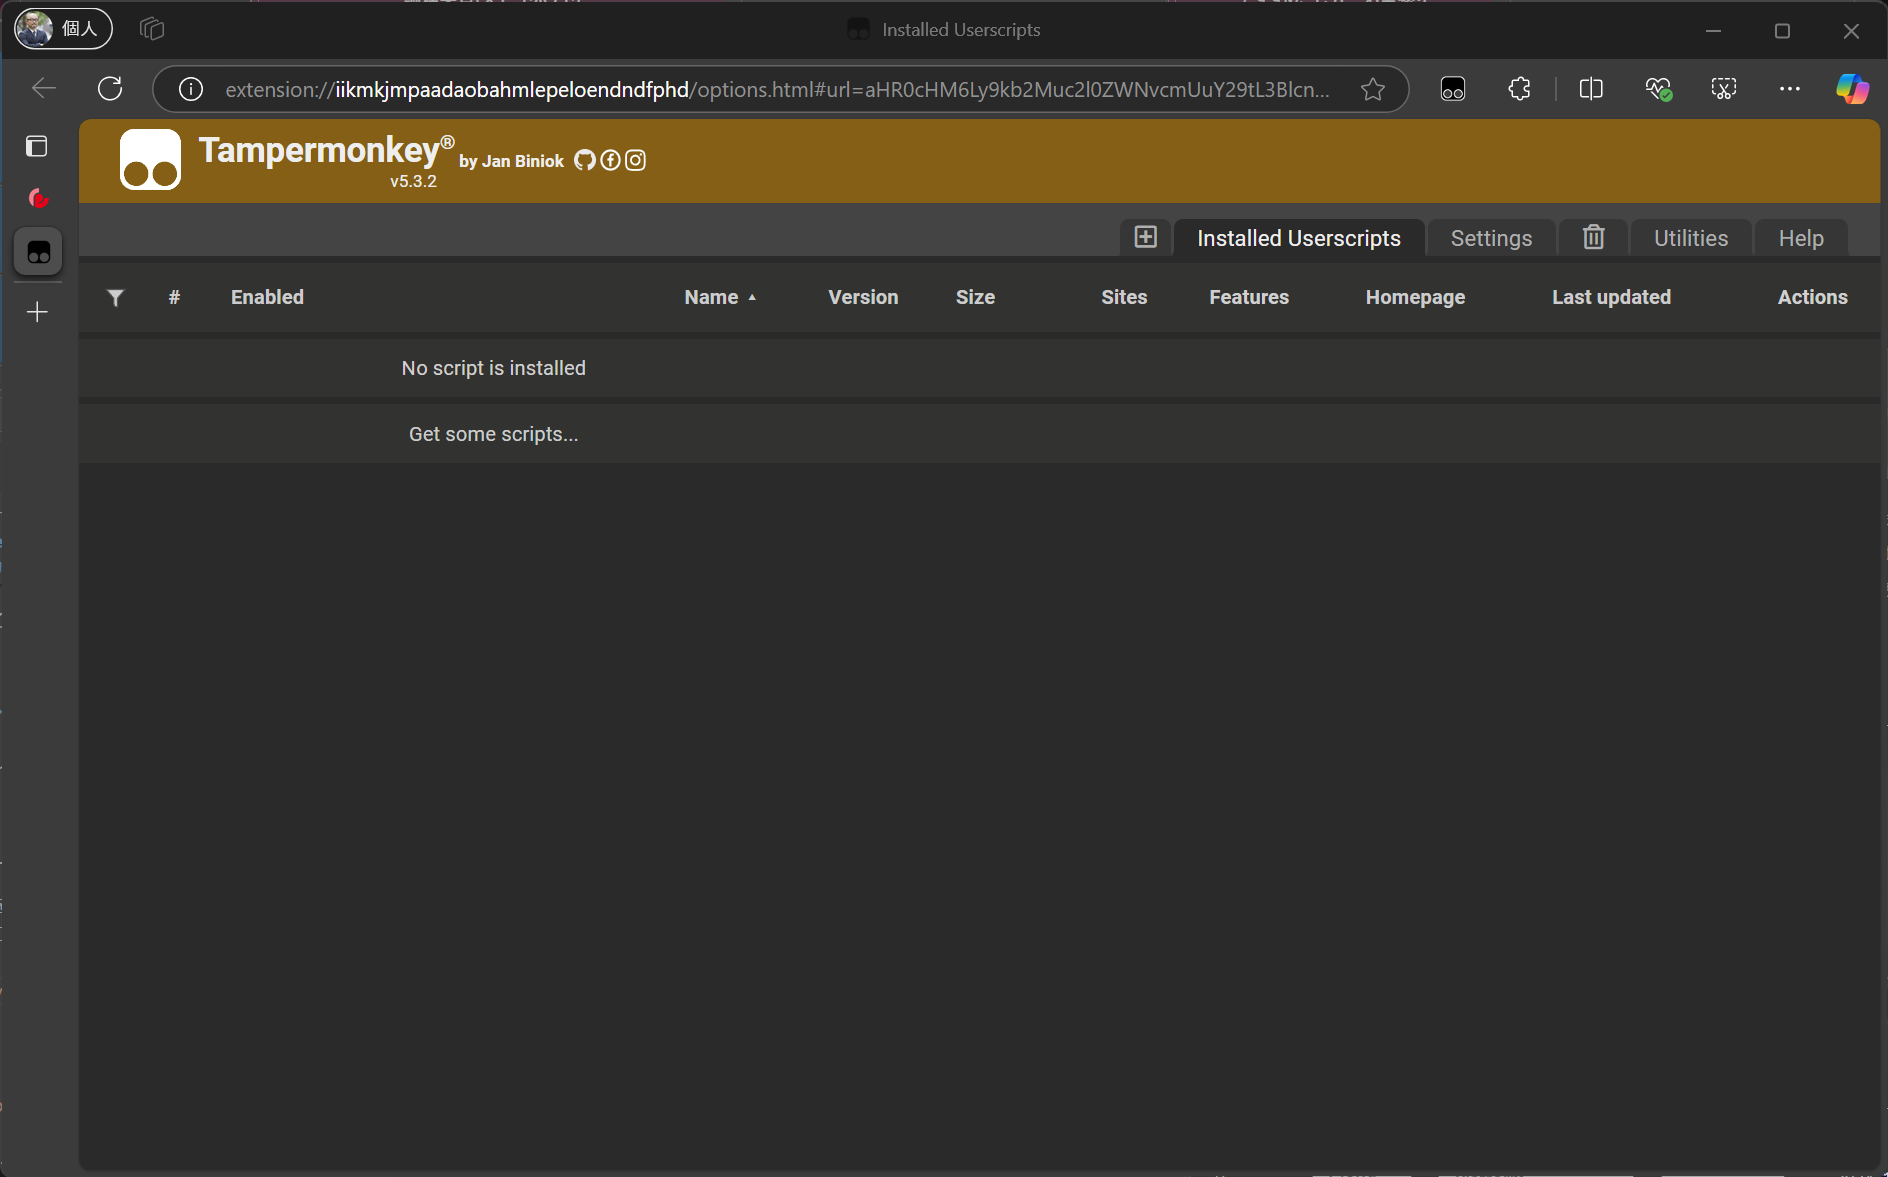 個人
Installed Userscripts
extension://iikmkjmpaadaobahmlepeloendndfphd/options.html#url=aHR0cHM6Ly9kb2Muc2l0ZWNvcmUuY29tL3Blcn...
Tampermonkey® by Jan Biniok
v5.3.2
Installed Userscripts Settings Utilities Help
# Enabled Name ▲ Version Size Sites Features Homepage Last updated Actions
No script is installed
Get some scripts...